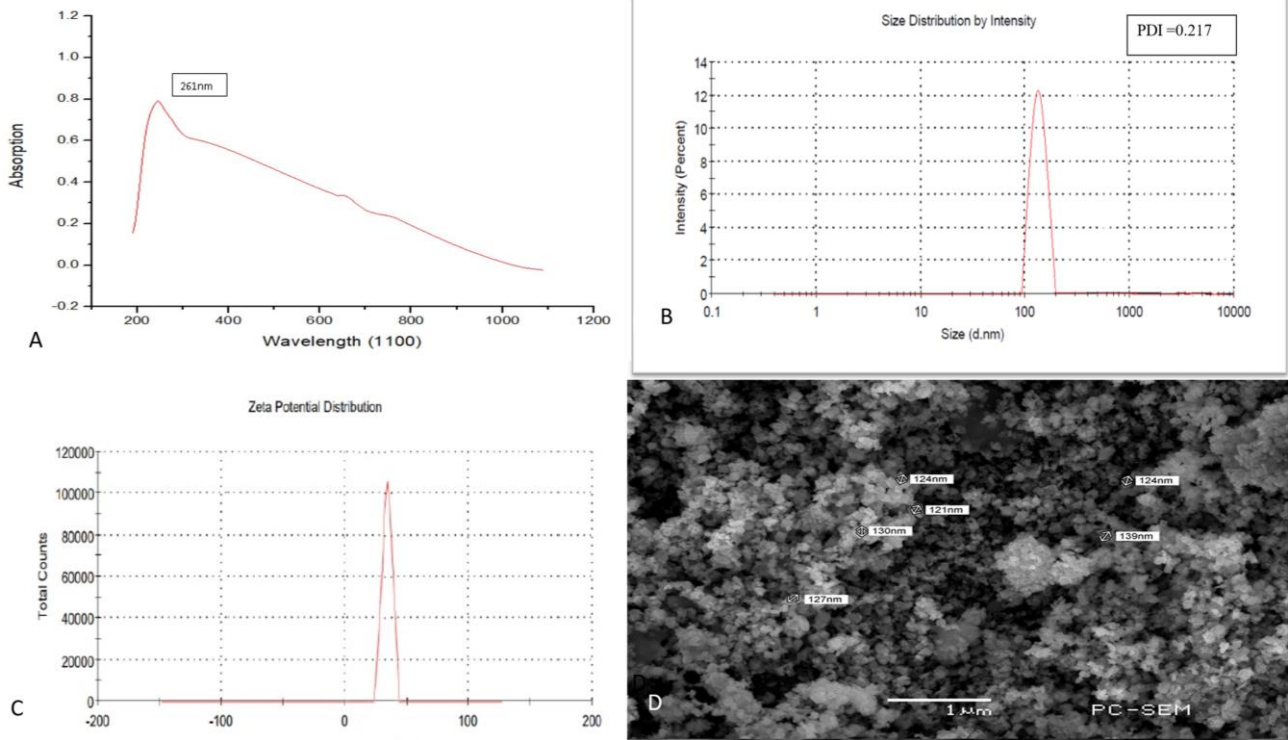 1.2
1.0
0.8
0.6
0.4
0.2
0.0
-0.2
Absorption
261nm
200 400 600 800 1000 1200
Wavelength (1100)
A
Size Distribution by Intensity
PDI =0.217
14
12
10
8
6
4
2
0
Intensity (Percent)
0.1 1 10 100 1000 10000
Size (d.nm)
B
Zeta Potential Distribution
120000
100000
80000
60000
40000
20000
0
Total Counts
-200 -100 0 100 200
C
124nm
124nm
121nm
130nm
139nm
127nm
D
D
1μm
PC-SEM